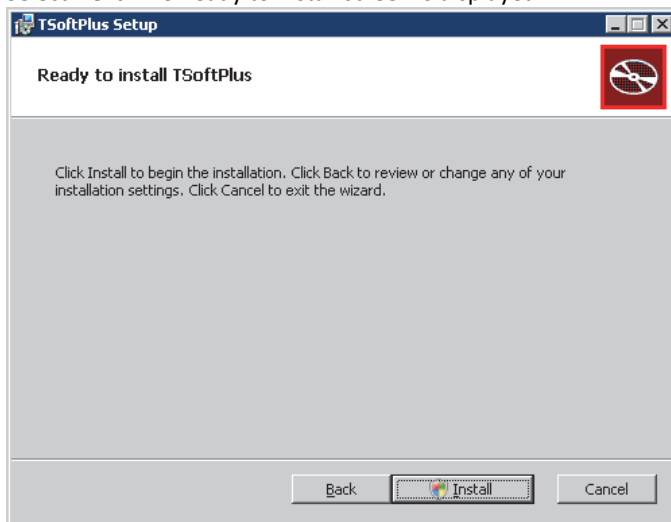 TSoftPlus Setup
Ready to install TSoftPlus
Click Install to begin the installation. Click Back to review or change any of your
installation settings. Click Cancel to exit the wizard.
Back Install Cancel